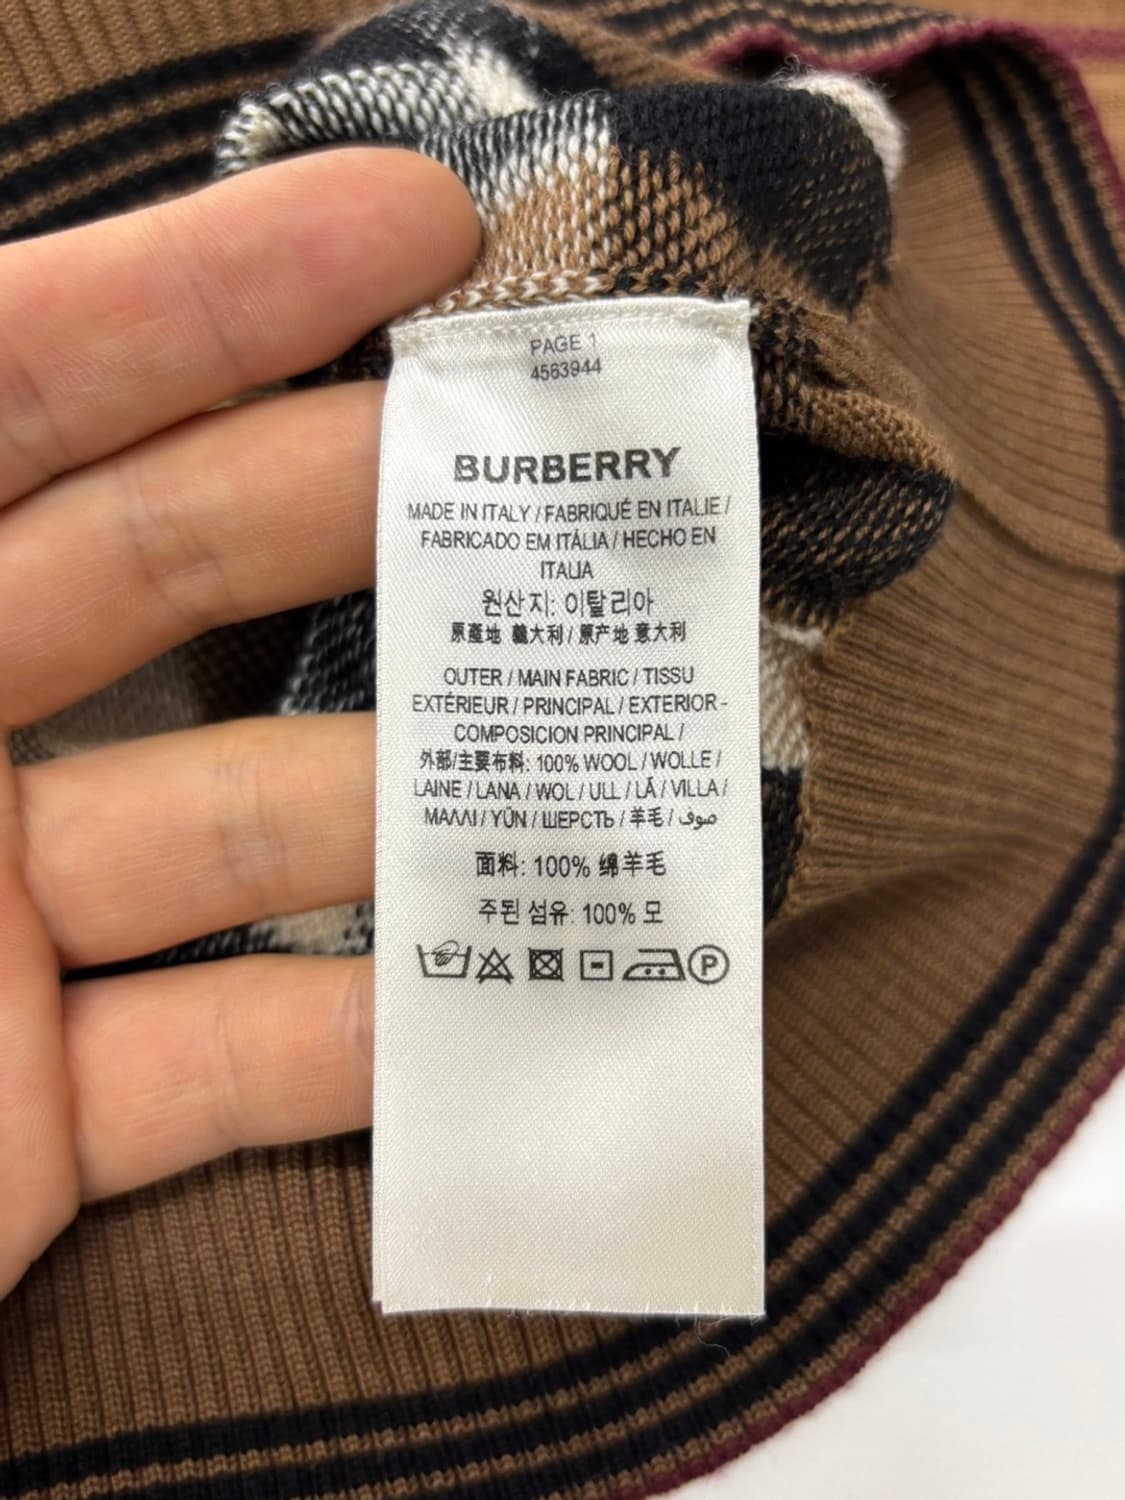 PAGE 1
4563944
BURBERRY
MADE IN ITALY / FABRIQUÉ EN ITALIE /
FABRICADO EM ITÁLIA / HECHO EN
ITALIA
원산지: 이탈리아
原產地 義大利 / 原产地 意大利
OUTER / MAIN FABRIC / TISSU
EXTÉRIEUR / PRINCIPAL / EXTERIOR -
COMPOSICION PRINCIPAL /
外部/主要布料: 100% WOOL / WOLLE /
LAINE / LANA / WOL / ULL / LÃ / VILLA /
ΜΑΛΛΙ / YÜN / ШЕРСТЬ / 羊毛 / صوف
面料: 100% 绵羊毛
주된 섬유: 100% 모
P